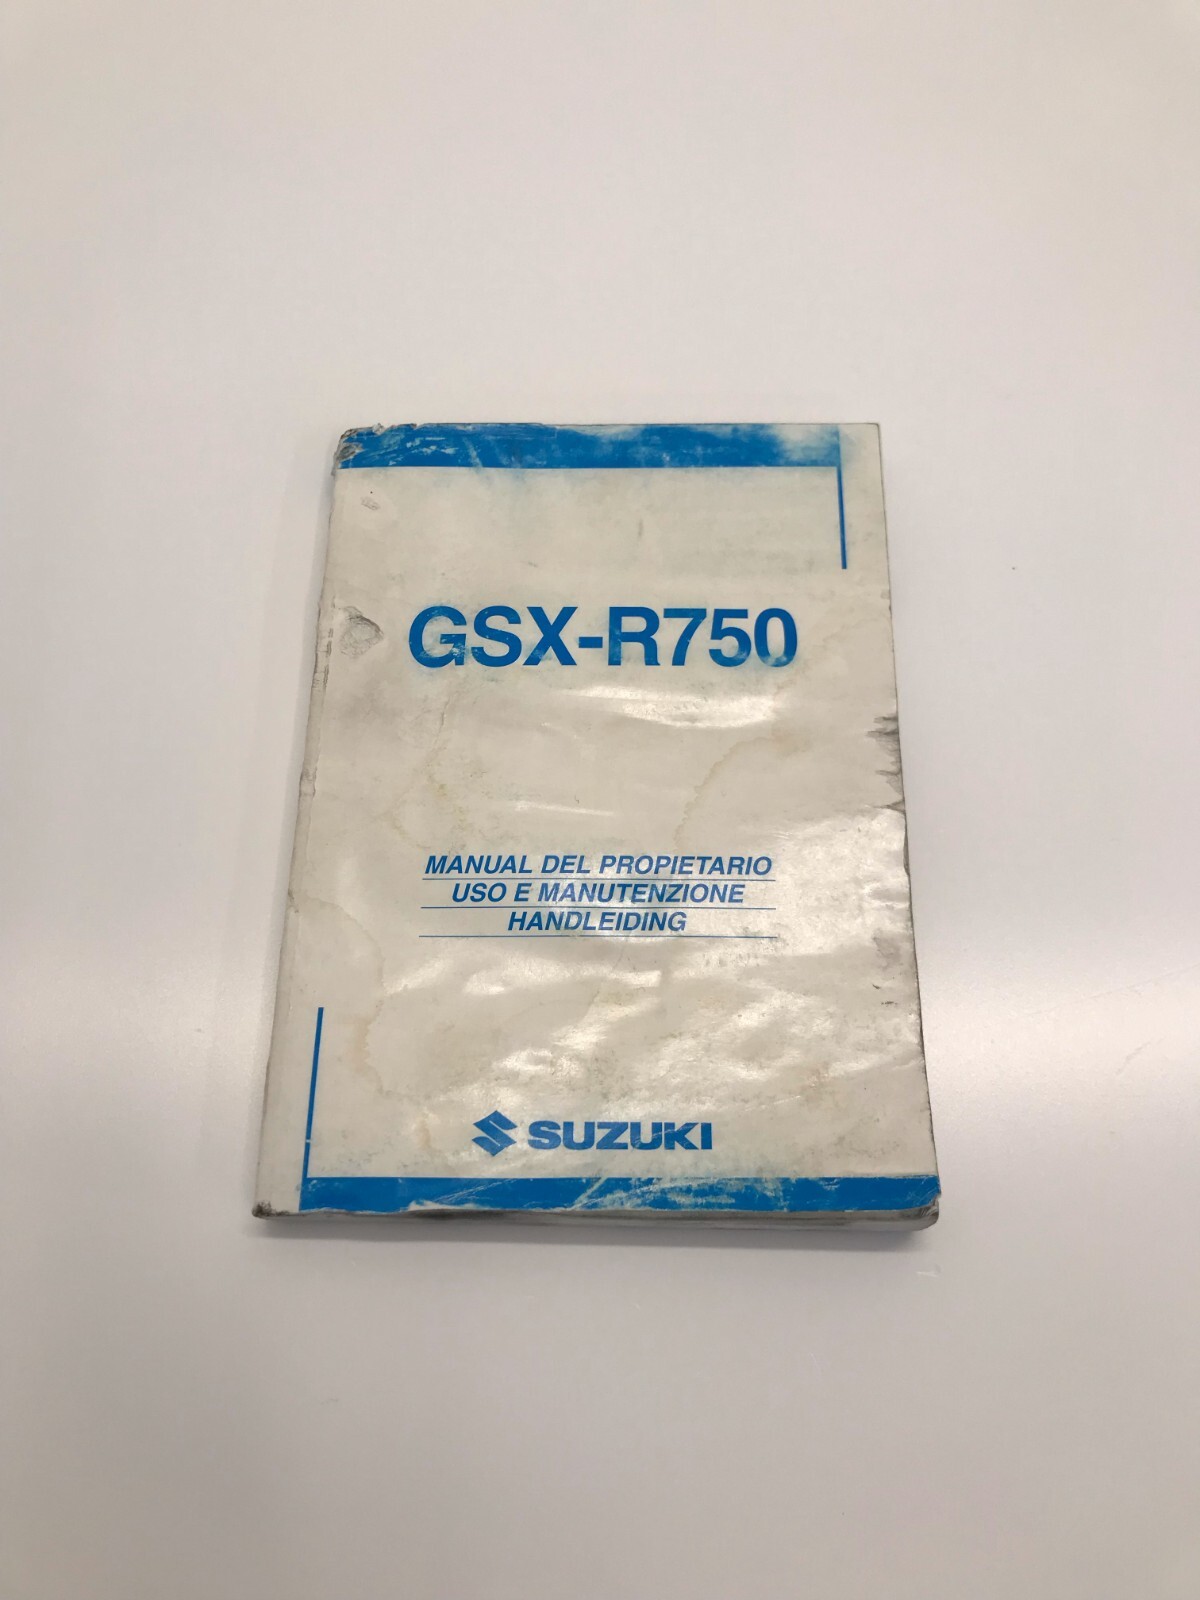 GSX-R750
MANUAL DEL PROPIETARIO
USO E MANUTENZIONE
HANDLEIDING
SUZUKI